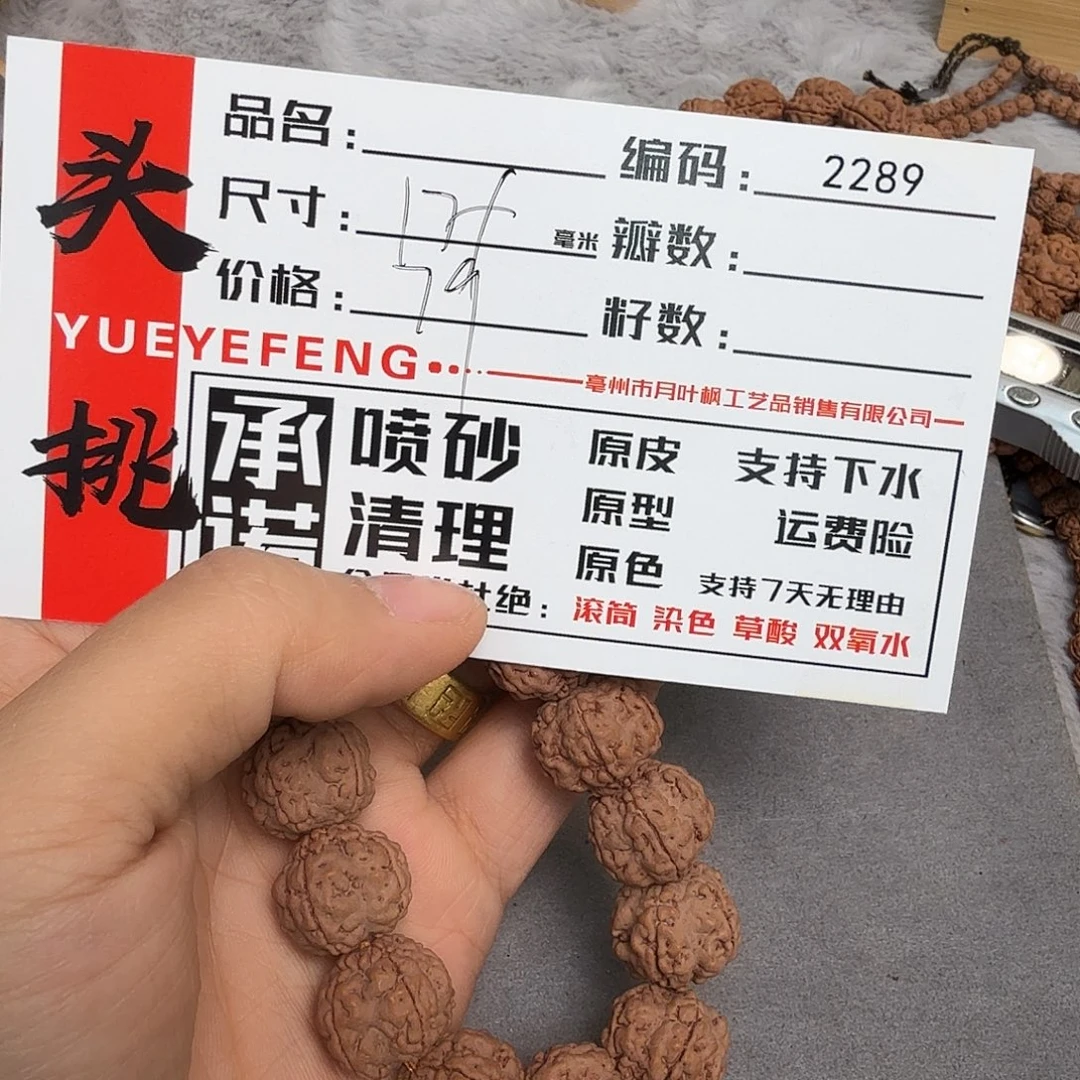 头挑
品名：
编码：2289
尺寸：毫米
瓣数：
价格：79
籽数：
YUEYEFENG
亳州市月叶枫工艺品销售有限公司
承诺
喷砂
清理
原皮
原型
原色
支持下水
运费险
支持7天无理由
杜绝：滚筒 染色 草酸 双氧水